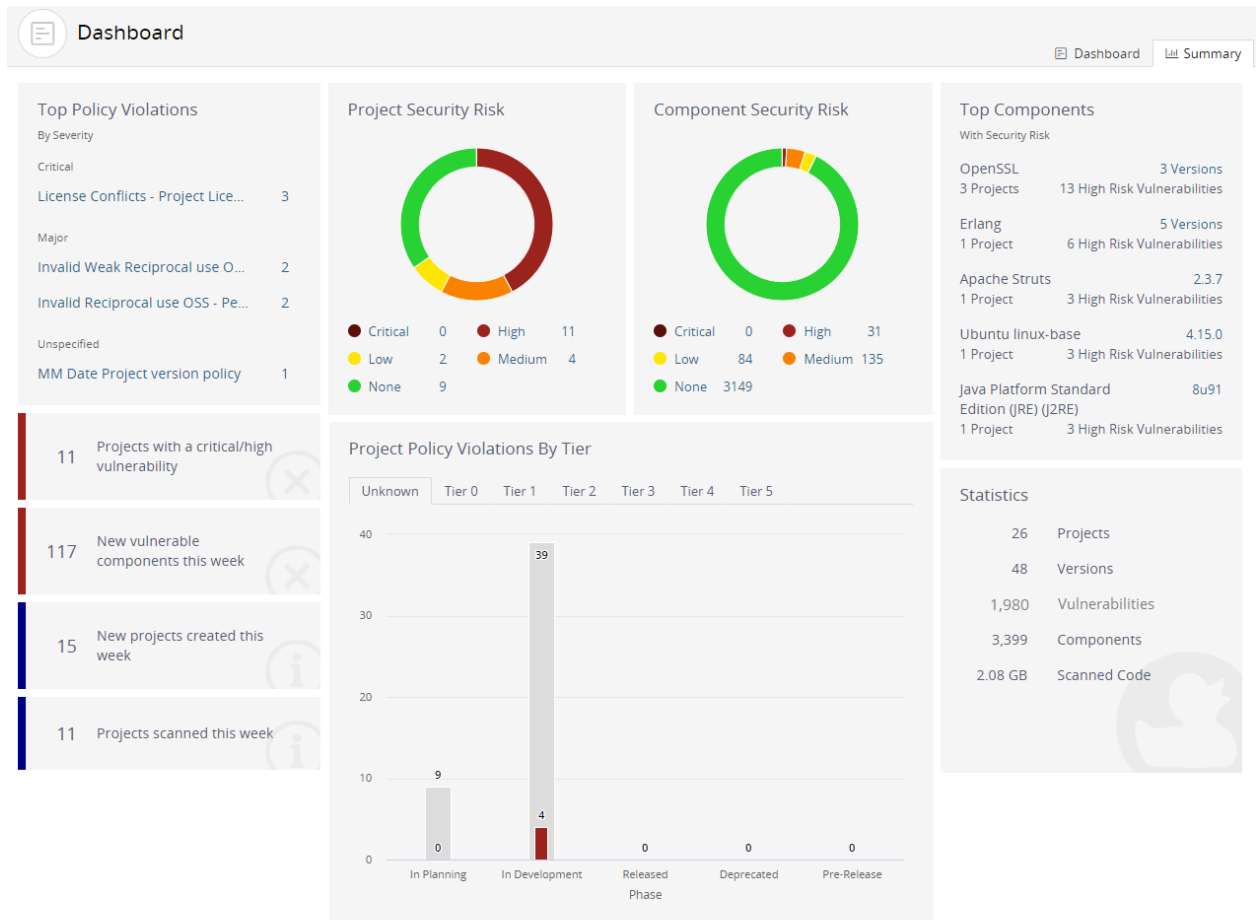 Dashboard
Dashboard
Summary
Top Policy Violations
By Severity
Critical
License Conflicts - Project Lice... 3
Major
Invalid Weak Reciprocal use O... 2
Invalid Reciprocal use OSS - Pe... 2
Unspecified
MM Date Project version policy 1
11 Projects with a critical/high
vulnerability
117 New vulnerable
components this week
15 New projects created this
week
11 Projects scanned this week
Project Security Risk
Critical 0 High 11
Low 2 Medium 4
None 9
Component Security Risk
Critical 0 High 31
Low 84 Medium 135
None 3149
Project Policy Violations By Tier
Unknown Tier 0 Tier 1 Tier 2 Tier 3 Tier 4 Tier 5
40
30
20
10
0
9
0
39
4
0
0
0
In Planning In Development Released Deprecated Pre-Release
Phase
Top Components
With Security Risk
OpenSSL 3 Versions
3 Projects 13 High Risk Vulnerabilities
Erlang 5 Versions
1 Project 6 High Risk Vulnerabilities
Apache Struts 2.3.7
1 Project 3 High Risk Vulnerabilities
Ubuntu linux-base 4.15.0
1 Project 3 High Risk Vulnerabilities
Java Platform Standard 8u91
Edition (JRE) (J2RE)
1 Project 3 High Risk Vulnerabilities
Statistics
26 Projects
48 Versions
1,980 Vulnerabilities
3,399 Components
2.08 GB Scanned Code